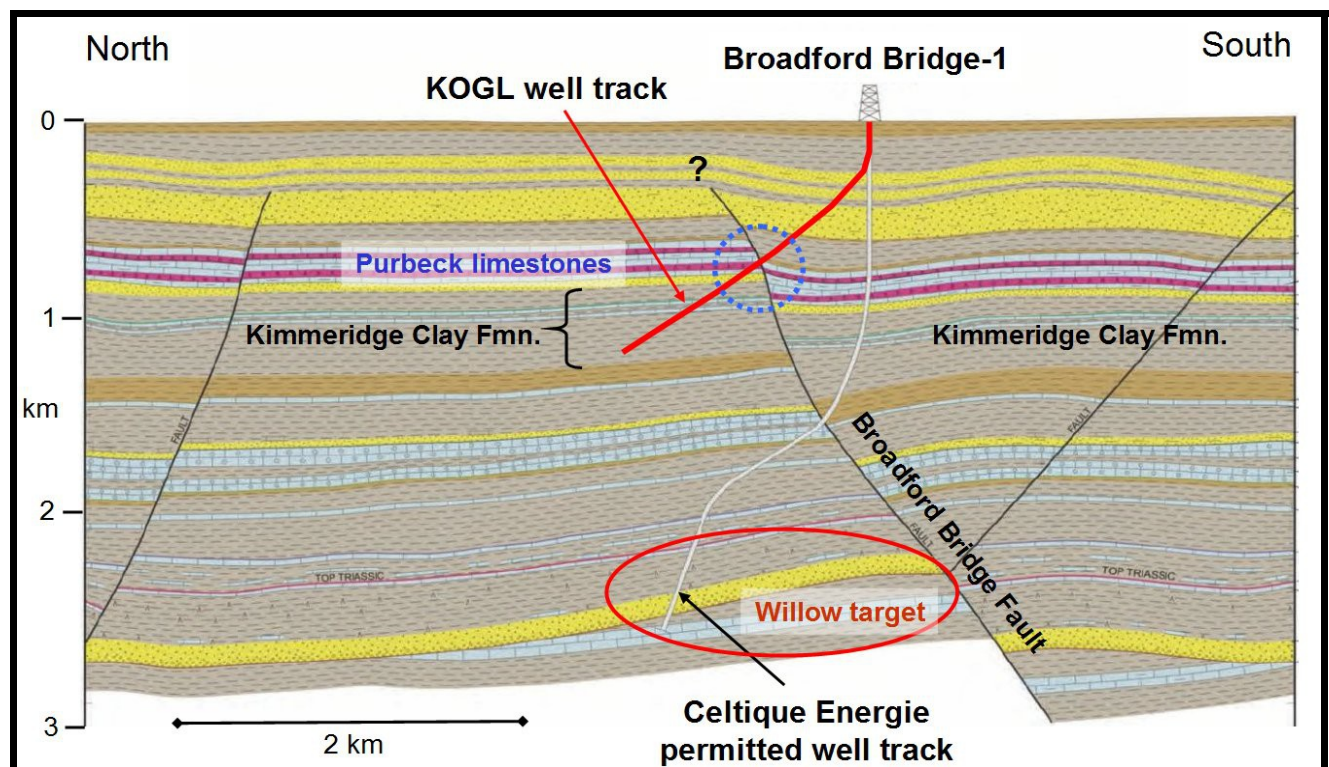 North
South
Broadford Bridge-1
KOGL well track
0
?
Purbeck limestones
1
Kimmeridge Clay Fmn.
Kimmeridge Clay Fmn.
km
FAULT
FAULT
Broadford Bridge Fault
2
FAULT
TOP TRIASSIC
TOP TRIASSIC
Willow target
3
2 km
Celtique Energie
permitted well track